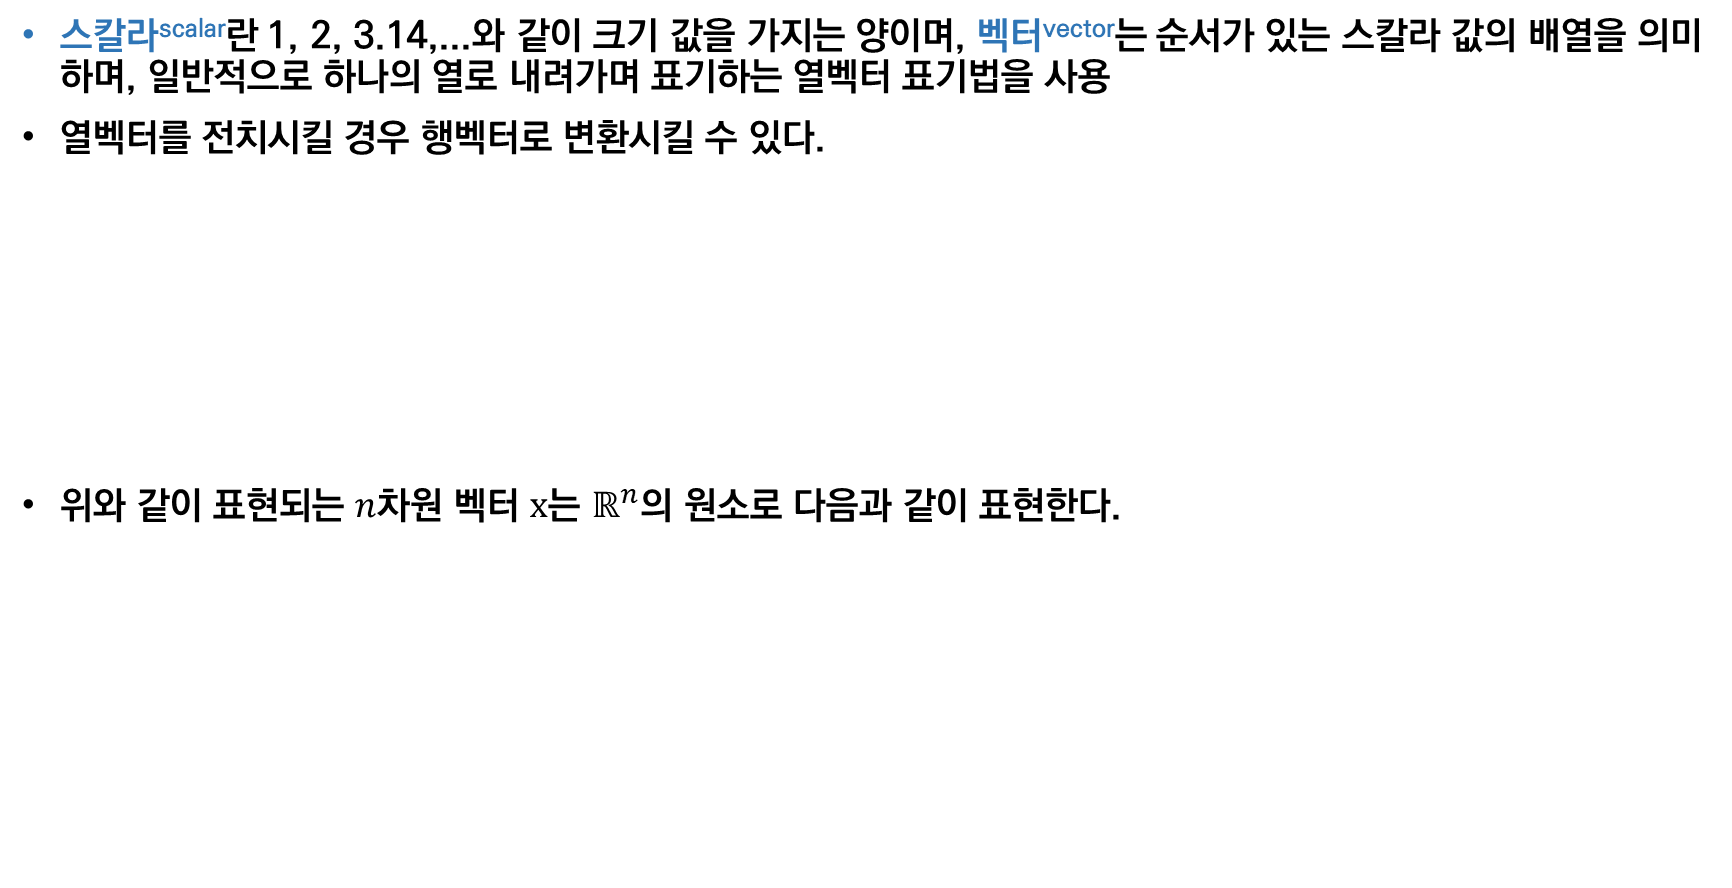 • 스칼라scalar란 1, 2, 3.14,...와 같이 크기 값을 가지는 양이며, 벡터vector는 순서가 있는 스칼라 값의 배열을 의미
하며, 일반적으로 하나의 열로 내려가며 표기하는 열벡터 표기법을 사용
• 열벡터를 전치시킬 경우 행벡터로 변환시킬 수 있다.
• 위와 같이 표현되는 n차원 벡터 x는 ℝⁿ의 원소로 다음과 같이 표현한다.